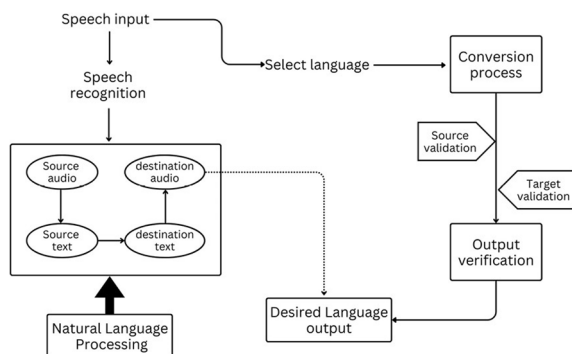 Speech input
Select language
Conversion
process
Speech
recognition
Source
validation
Source
audio
destination
audio
Target
validation
Source
text
destination
text
Output
verification
Desired Language
output
Natural Language
Processing